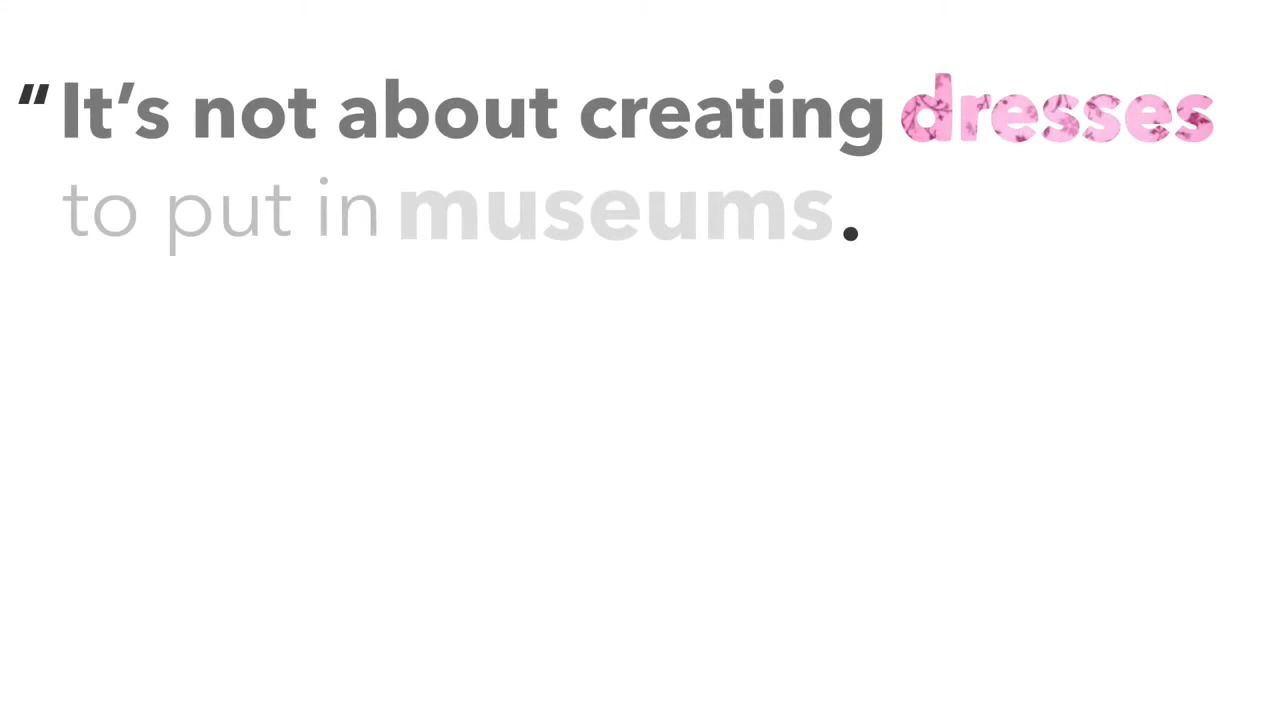 “It’s not about creating dresses
to put in museums.